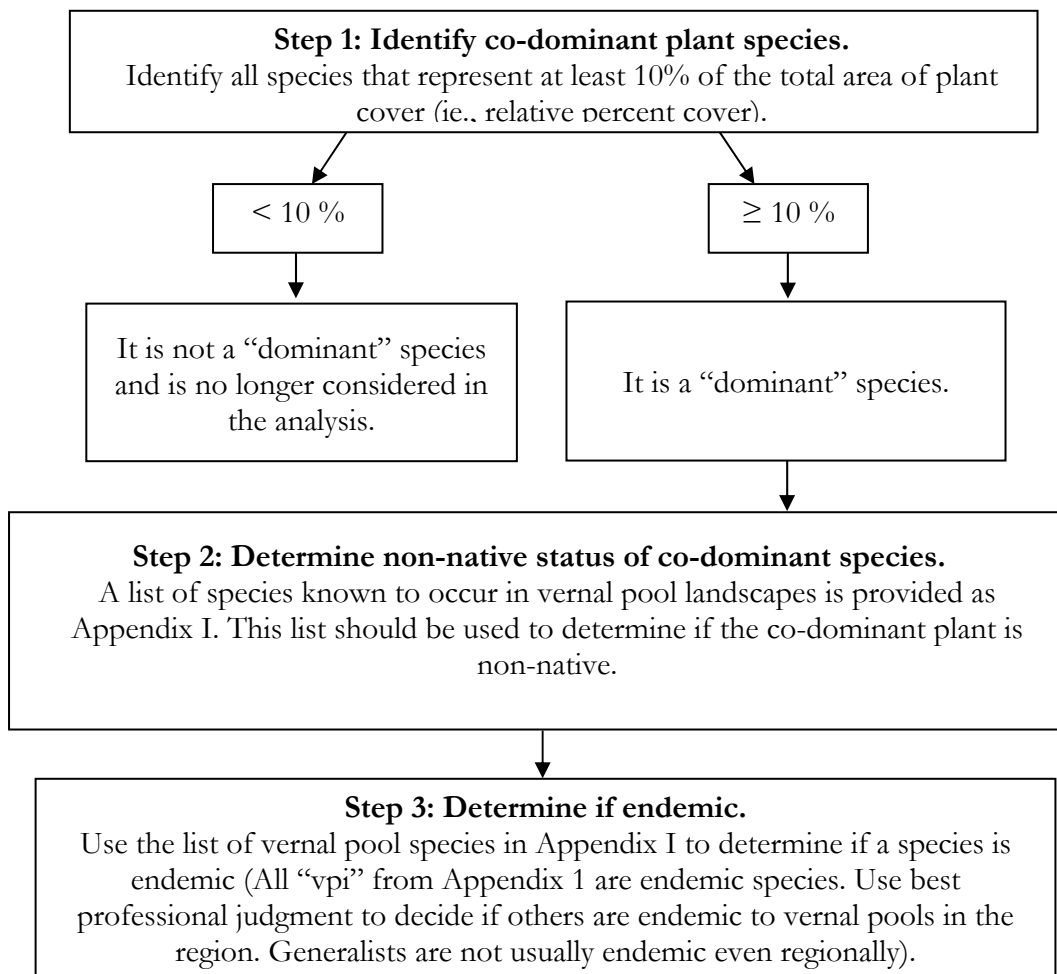 Step 1: Identify co-dominant plant species.
Identify all species that represent at least 10% of the total area of plant
cover (ie., relative percent cover).
< 10 %
≥ 10 %
It is not a “dominant” species
and is no longer considered in
the analysis.
It is a “dominant” species.
Step 2: Determine non-native status of co-dominant species.
A list of species known to occur in vernal pool landscapes is provided as
Appendix I. This list should be used to determine if the co-dominant plant is
non-native.
Step 3: Determine if endemic.
Use the list of vernal pool species in Appendix I to determine if a species is
endemic (All “vpi” from Appendix 1 are endemic species. Use best
professional judgment to decide if others are endemic to vernal pools in the
region. Generalists are not usually endemic even regionally).